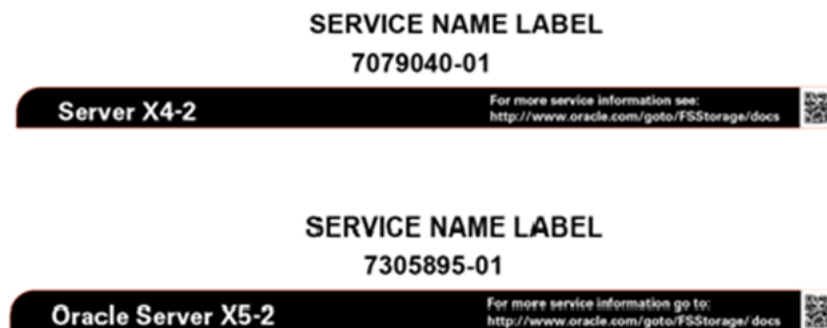 SERVICE NAME LABEL
7079040-01
Server X4-2
For more service information see:
http://www.oracle.com/goto/FSStorage/docs
SERVICE NAME LABEL
7305895-01
Oracle Server X5-2
For more service information go to:
http://www.oracle.com/goto/FSStorage/docs